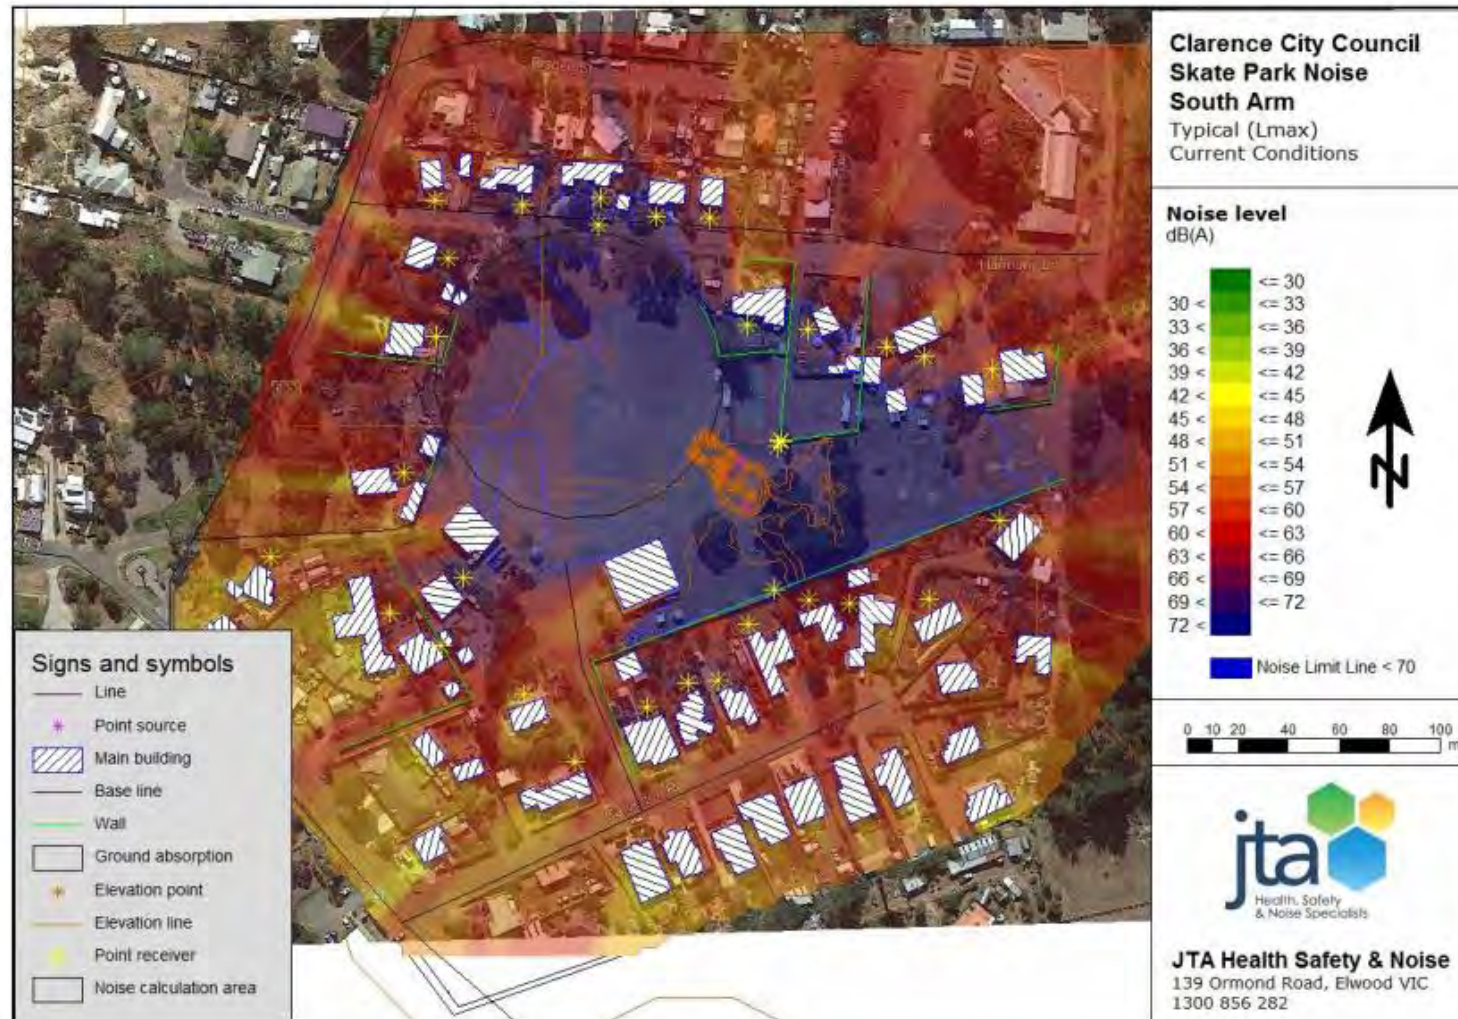 Clarence City Council
Skate Park Noise
South Arm
Typical (Lmax)
Current Conditions
Noise level
dB(A)
<= 30
30 < <= 33
33 < <= 36
36 < <= 39
39 < <= 42
42 < <= 45
45 < <= 48
48 < <= 51
51 < <= 54
54 < <= 57
57 < <= 60
60 < <= 63
63 < <= 66
66 < <= 69
69 < <= 72
72 <
Noise Limit Line < 70
N
0 10 20 40 60 80 100
m
jta
Health, Safety
& Noise Specialists
JTA Health Safety & Noise
139 Ormond Road, Elwood VIC
1300 856 282
Harmony Ln
Signs and symbols
Line
Point source
Main building
Base line
Wall
Ground absorption
Elevation point
Elevation line
Point receiver
Noise calculation area